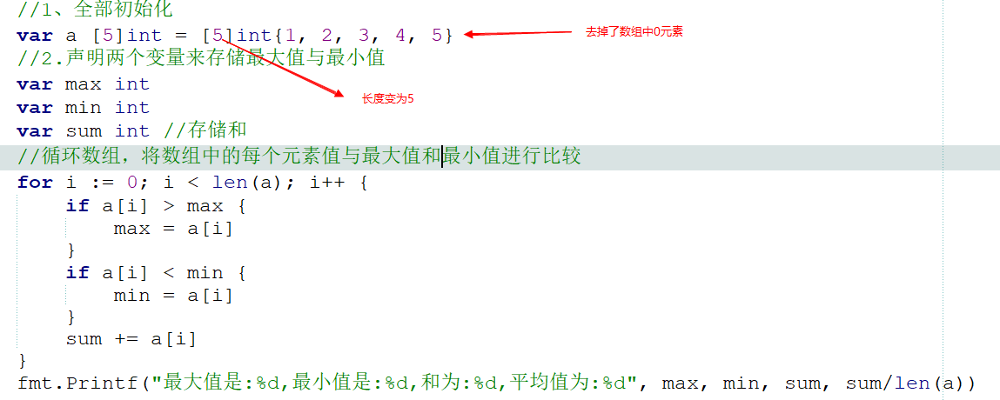 //1、全部初始化
var a [5]int = [5]int{1, 2, 3, 4, 5}
去掉了数组中0元素
//2.声明两个变量来存储最大值与最小值
var max int
长度变为5
var min int
var sum int //存储和
//循环数组，将数组中的每个元素值与最大值和最小值进行比较
for i := 0; i < len(a); i++ {
if a[i] > max {
max = a[i]
}
if a[i] < min {
min = a[i]
}
sum += a[i]
}
fmt.Printf("最大值是:%d,最小值是:%d,和为:%d,平均值为:%d", max, min, sum, sum/len(a))